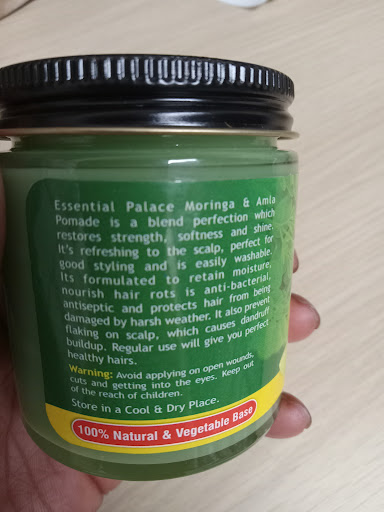 Essential Palace Moringa & Amla
Pomade is a blend perfection which
restores strength, softness and shine.
It's refreshing to the scalp, perfect for
good styling and is easily washable.
Its formulated to retain moisture,
nourish hair rots is anti-bacterial,
antiseptic and protects hair from being
damaged by harsh weather. It also prevent
flaking on scalp, which causes dandruff
buildup. Regular use will give you perfect
healthy hairs.
Warning: Avoid applying on open wounds,
cuts and getting into the eyes. Keep out
of the reach of children.
Store in a Cool & Dry Place.
100% Natural & Vegetable Base